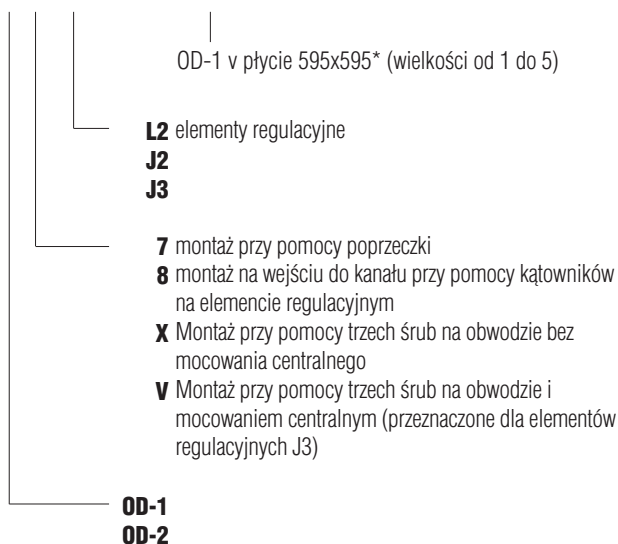 OD-1 v płycie 595x595* (wielkości od 1 do 5)
L2 elementy regulacyjne
J2
J3
7 montaż przy pomocy poprzeczki
8 montaż na wejściu do kanału przy pomocy kątowników
na elemencie regulacyjnym
X Montaż przy pomocy trzech śrub na obwodzie bez
mocowania centralnego
V Montaż przy pomocy trzech śrub na obwodzie i
mocowaniem centralnym (przeznaczone dla elementów
regulacyjnych J3)
OD-1
OD-2